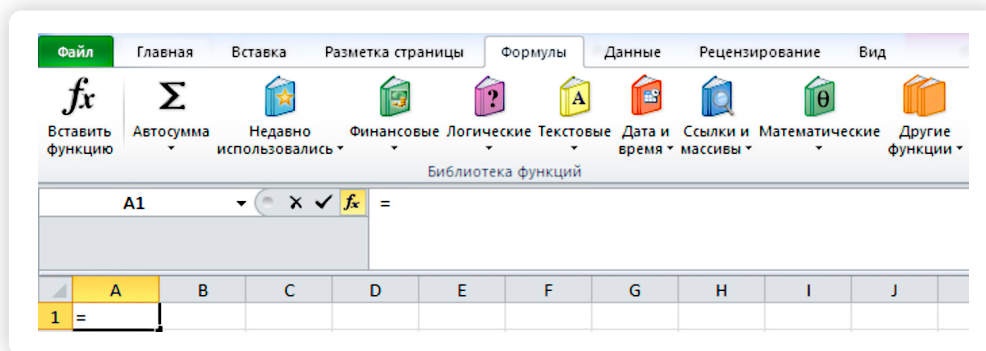 Файл Главная Вставка Разметка страницы Формулы Данные Рецензирование Вид
fx Σ ? A θ
Вставить функцию Автосумма Недавно использовались Финансовые Логические Текстовые Дата и время Ссылки и массивы Математические Другие функции
Библиотека функций
A1 fx =
A B C D E F G H I J
1 =